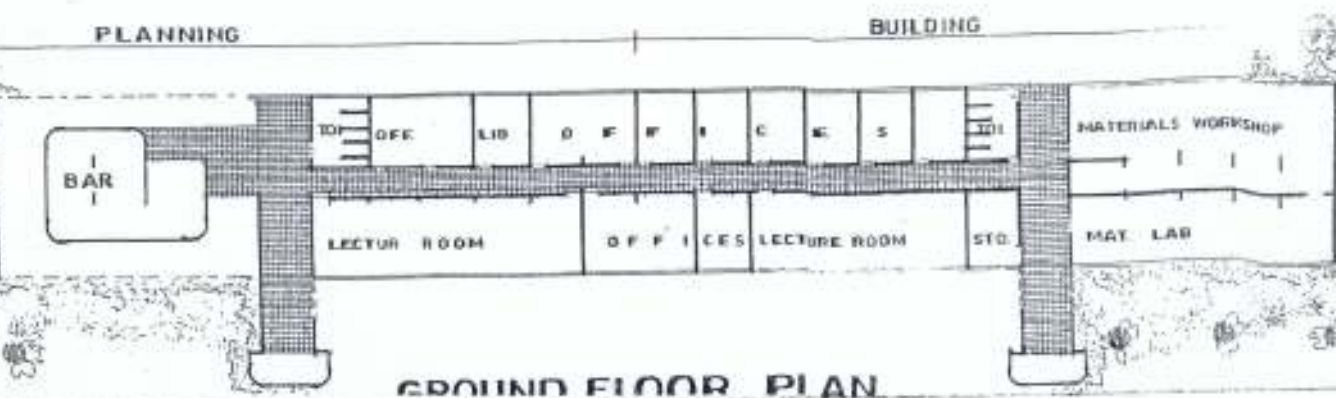 PLANNING BUILDING
TOI OFF. LIB O F F I C E S TOI MATERIALS WORKSHOP
BAR
LECTUR ROOM O F F I C E S LECTURE ROOM STO. MAT. LAB
GROUND FLOOR PLAN